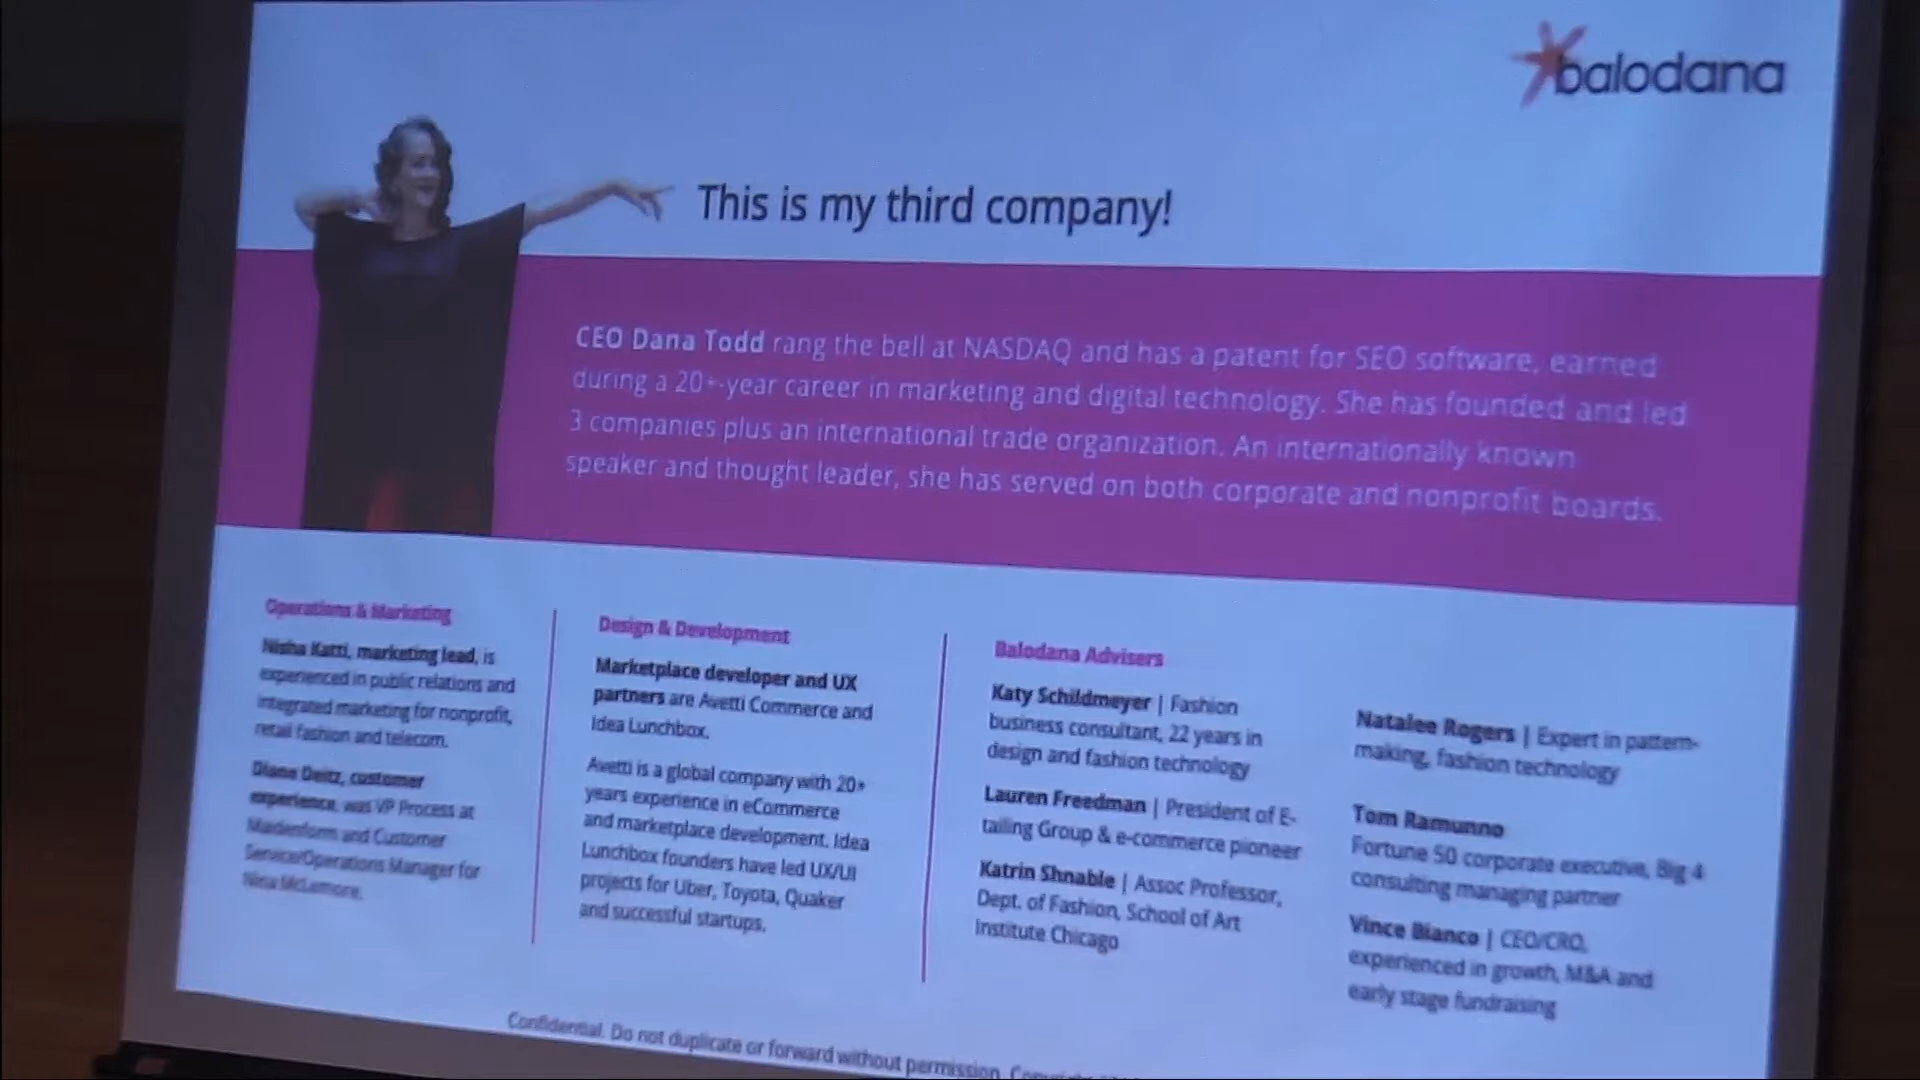 balodana
This is my third company!
CEO Dana Todd rang the bell at NASDAQ and has a patent for SEO software, earned
during a 20+-year career in marketing and digital technology. She has founded and led
3 companies plus an international trade organization. An internationally known
speaker and thought leader, she has served on both corporate and nonprofit boards.
Operations & Marketing
Nisha Katti, marketing lead, is
experienced in public relations and
integrated marketing for nonprofit,
retail fashion and telecom.
Diane Deitz, customer
experience, was VP Process at
Maidenform and Customer
Service/Operations Manager for
Nina McLemore.
Design & Development
Marketplace developer and UX
partners are Avetti Commerce and
Idea Lunchbox.
Avetti is a global company with 20+
years experience in eCommerce
and marketplace development. Idea
Lunchbox founders have led UX/UI
projects for Uber, Toyota, Quaker
and successful startups.
Balodana Advisers
Katy Schildmeyer | Fashion
business consultant, 22 years in
design and fashion technology
Lauren Freedman | President of E-
tailing Group & e-commerce pioneer
Katrin Shnable | Assoc Professor,
Dept. of Fashion, School of Art
Institute Chicago
Natalee Rogers | Expert in pattern-
making, fashion technology
Tom Ramunno
Fortune 50 corporate executive, Big 4
consulting managing partner
Vince Bianco | CEO/CRO,
experienced in growth, M&A and
early stage fundraising
Confidential. Do not duplicate or forward without permission.